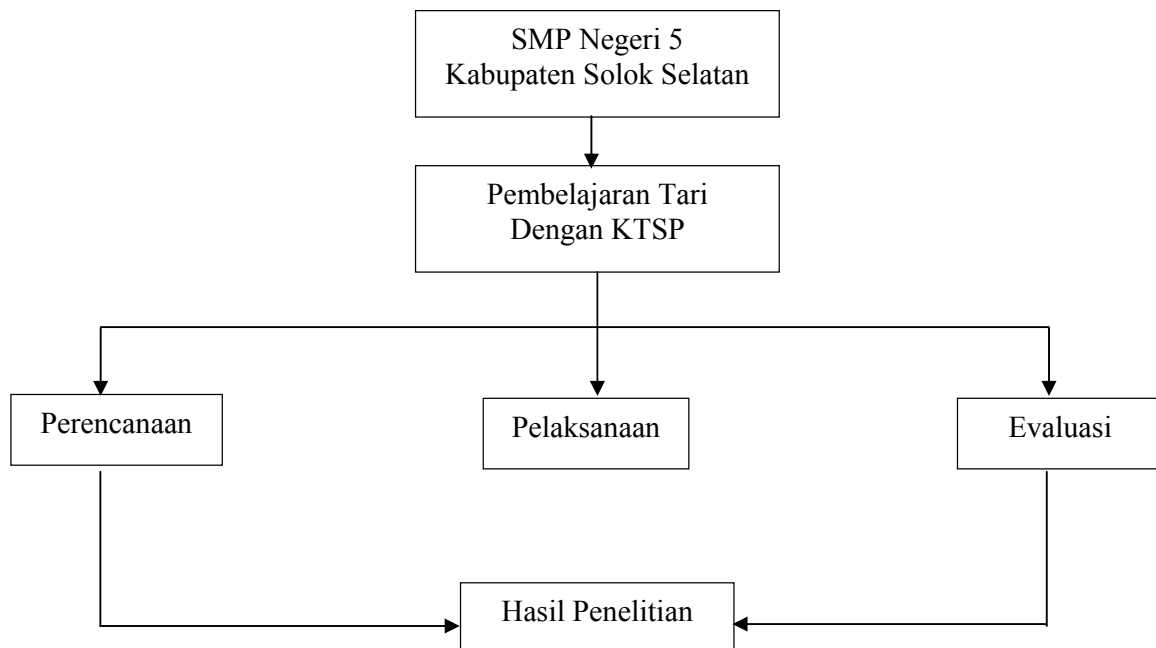 SMP Negeri 5
Kabupaten Solok Selatan
Pembelajaran Tari
Dengan KTSP
Perencanaan
Pelaksanaan
Evaluasi
Hasil Penelitian